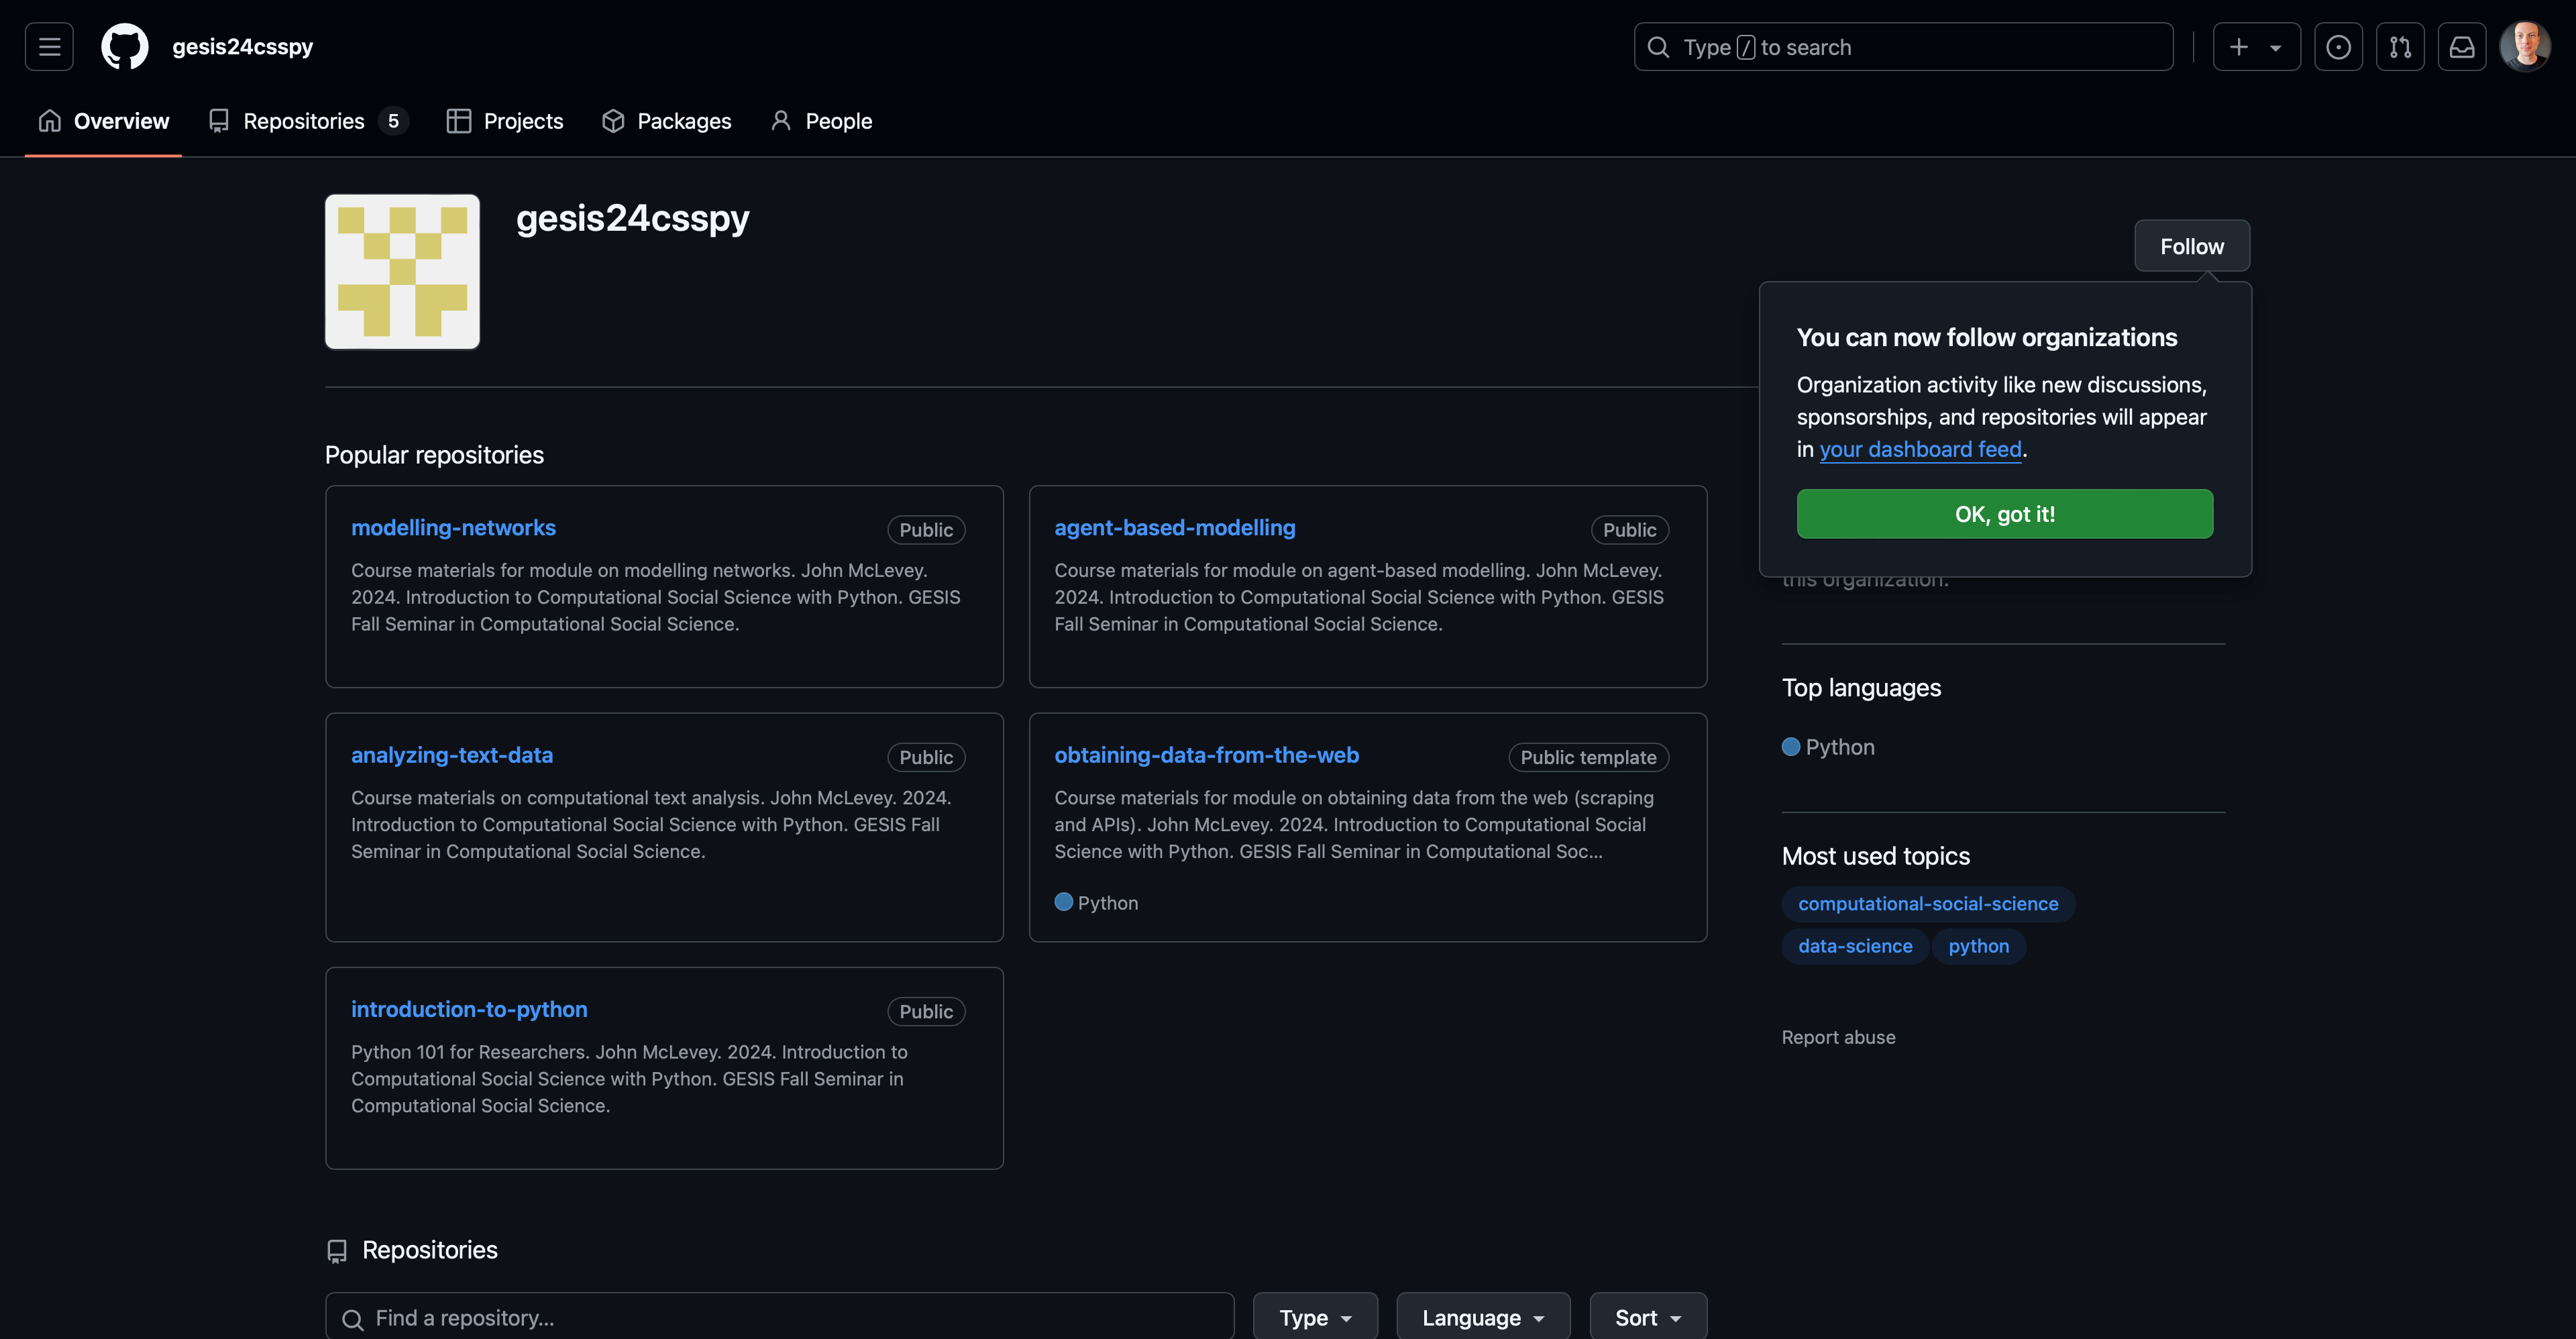 gesis24csspy
Type / to search
Overview
Repositories 5
Projects
Packages
People
gesis24csspy
Follow
You can now follow organizations
Organization activity like new discussions,
sponsorships, and repositories will appear
in your dashboard feed.
OK, got it!
this organization.
Popular repositories
modelling-networks
Public
Course materials for module on modelling networks. John McLevey.
2024. Introduction to Computational Social Science with Python. GESIS
Fall Seminar in Computational Social Science.
agent-based-modelling
Public
Course materials for module on agent-based modelling. John McLevey.
2024. Introduction to Computational Social Science with Python. GESIS
Fall Seminar in Computational Social Science.
analyzing-text-data
Public
Course materials on computational text analysis. John McLevey. 2024.
Introduction to Computational Social Science with Python. GESIS Fall
Seminar in Computational Social Science.
obtaining-data-from-the-web
Public template
Course materials for module on obtaining data from the web (scraping
and APIs). John McLevey. 2024. Introduction to Computational Social
Science with Python. GESIS Fall Seminar in Computational Soc...
Python
introduction-to-python
Public
Python 101 for Researchers. John McLevey. 2024. Introduction to
Computational Social Science with Python. GESIS Fall Seminar in
Computational Social Science.
Top languages
Python
Most used topics
computational-social-science
data-science
python
Report abuse
Repositories
Find a repository...
Type
Language
Sort